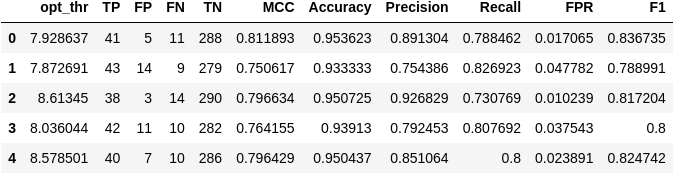 opt_thr TP FP FN TN MCC Accuracy Precision Recall FPR F1
0 7.928637 41 5 11 288 0.811893 0.953623 0.891304 0.788462 0.017065 0.836735
1 7.872691 43 14 9 279 0.750617 0.933333 0.754386 0.826923 0.047782 0.788991
2 8.61345 38 3 14 290 0.796634 0.950725 0.926829 0.730769 0.010239 0.817204
3 8.036044 42 11 10 282 0.764155 0.93913 0.792453 0.807692 0.037543 0.8
4 8.578501 40 7 10 286 0.796429 0.950437 0.851064 0.8 0.023891 0.824742